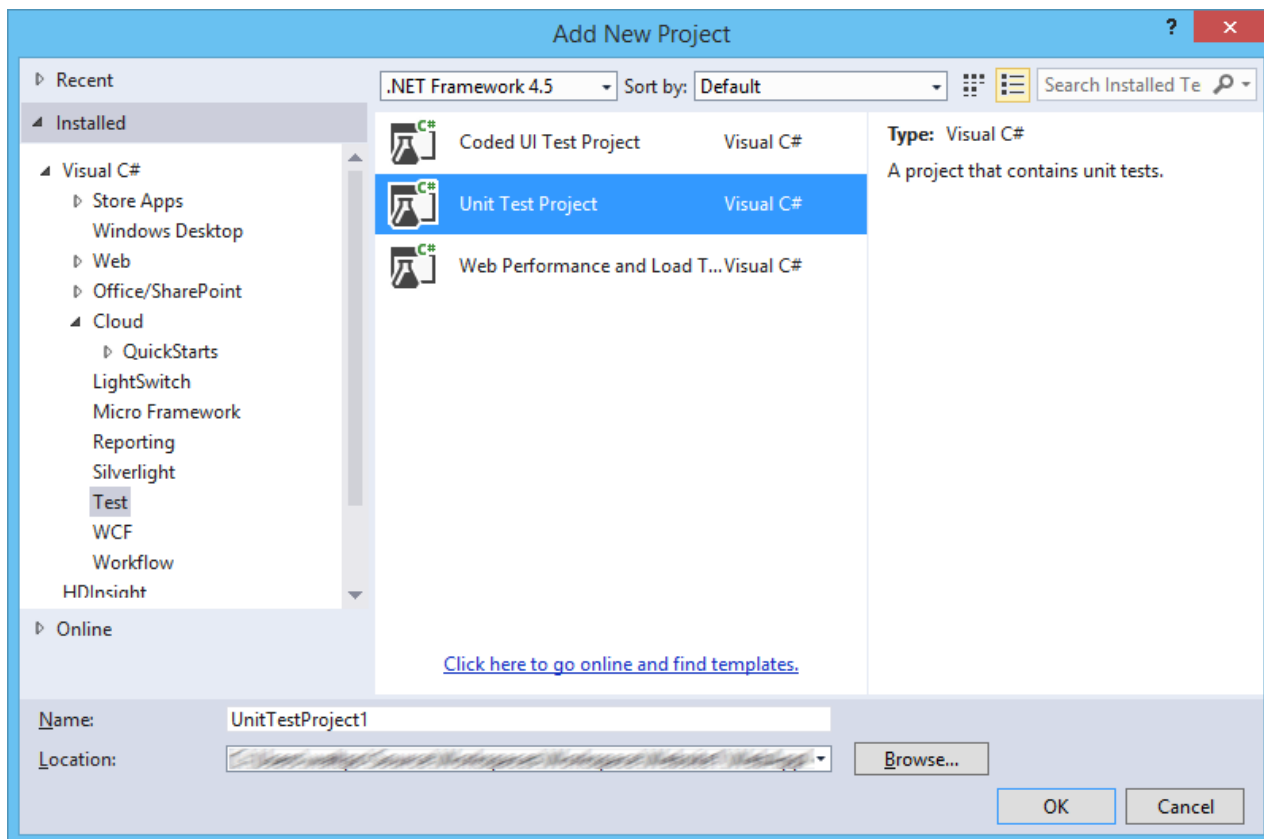 Add New Project
?
Recent
.NET Framework 4.5
Sort by: Default
Search Installed Te
Installed
Visual C#
Store Apps
Windows Desktop
Web
Office/SharePoint
Cloud
QuickStarts
LightSwitch
Micro Framework
Reporting
Silverlight
Test
WCF
Workflow
HDInsight
Online
C#
Coded UI Test Project Visual C#
C#
Unit Test Project Visual C#
C#
Web Performance and Load T... Visual C#
Click here to go online and find templates.
Type: Visual C#
A project that contains unit tests.
Name: UnitTestProject1
Location:
Browse...
OK Cancel